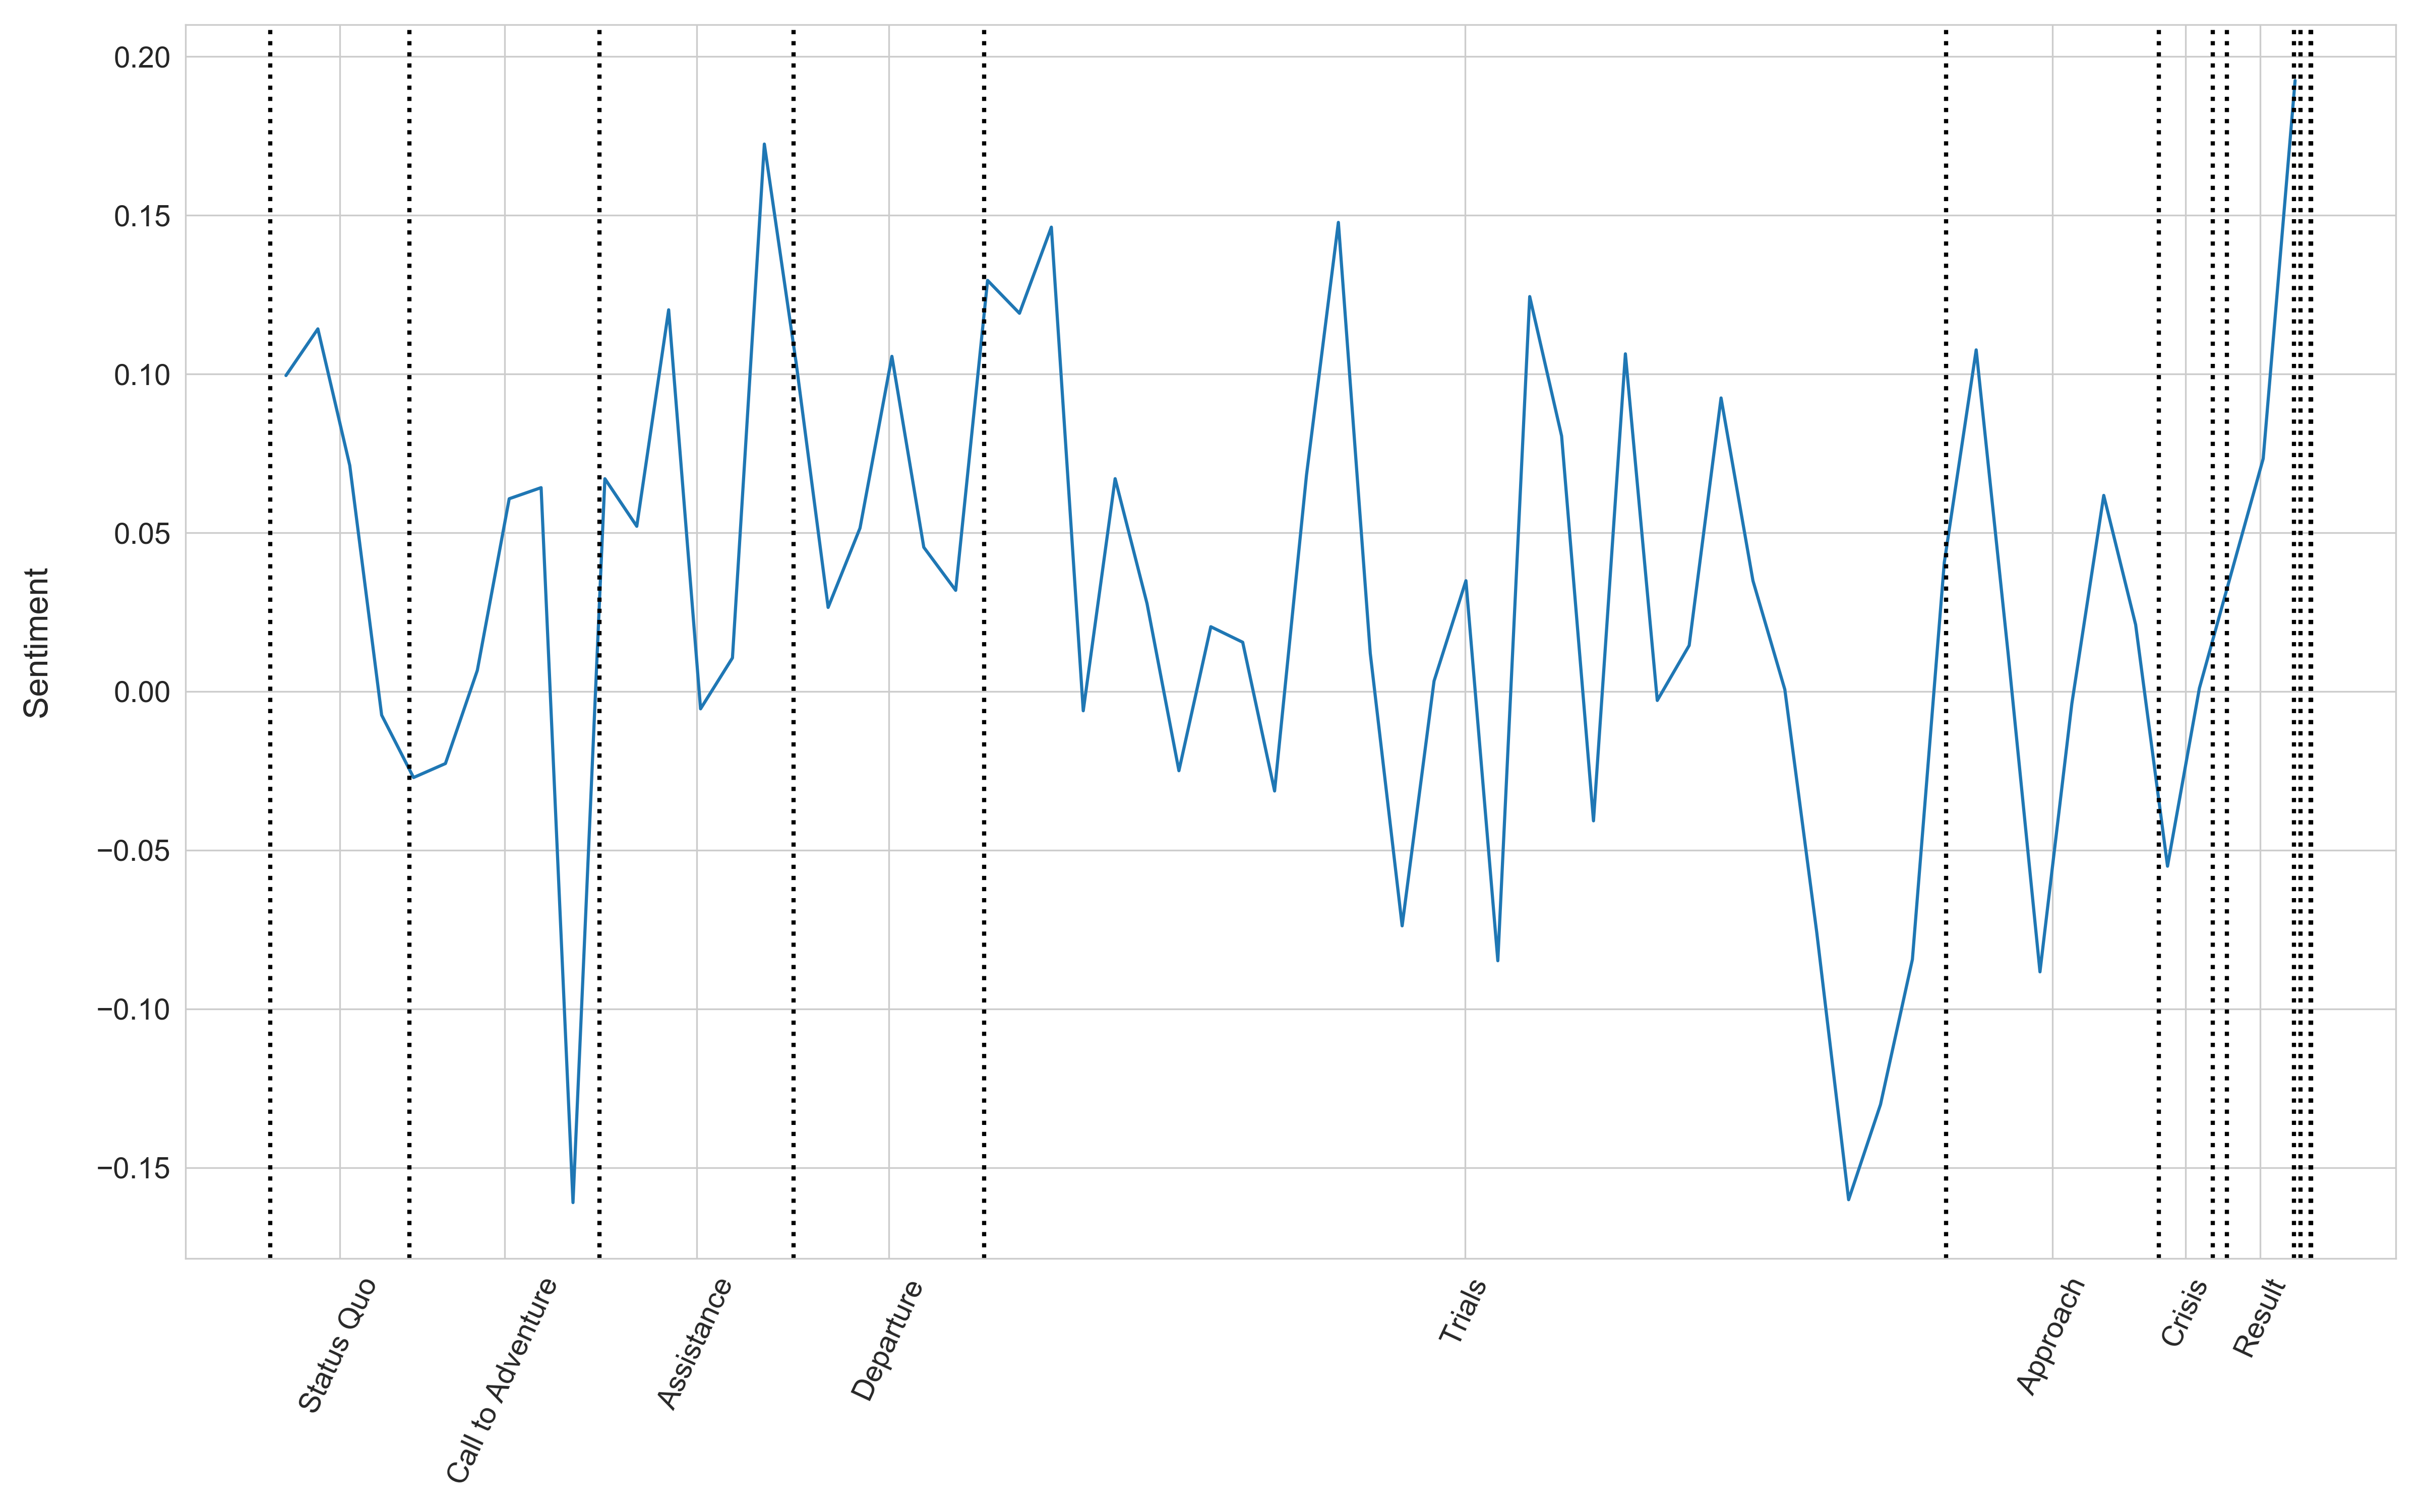 0.20
0.15
0.10
0.05
0.00
−0.05
−0.10
−0.15
Sentiment
Status Quo
Call to Adventure
Assistance
Departure
Trials
Approach
Crisis
Result